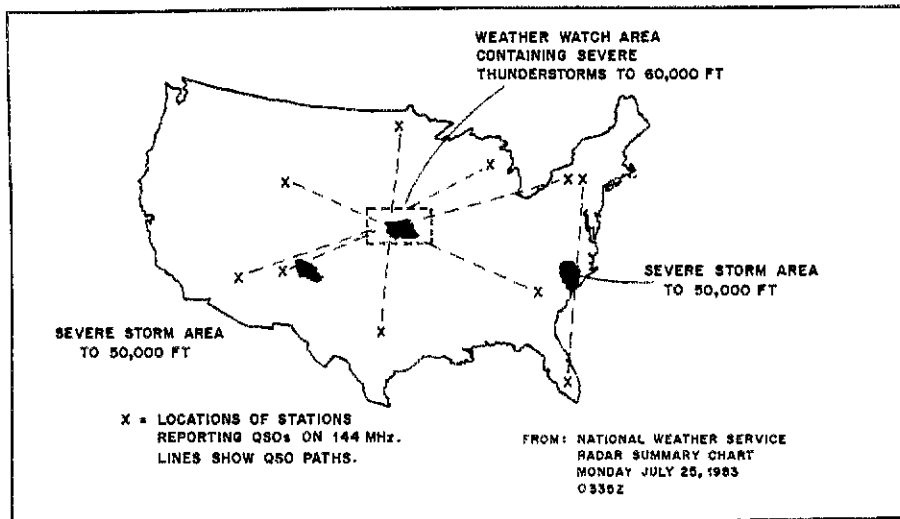 WEATHER WATCH AREA
CONTAINING SEVERE
THUNDERSTORMS TO 60,000 FT
SEVERE STORM AREA
TO 50,000 FT
SEVERE STORM AREA
TO 50,000 FT
X = LOCATIONS OF STATIONS
REPORTING QSOs ON 144 MHz.
LINES SHOW QSO PATHS.
FROM: NATIONAL WEATHER SERVICE
RADAR SUMMARY CHART
MONDAY JULY 25, 1983
0335Z